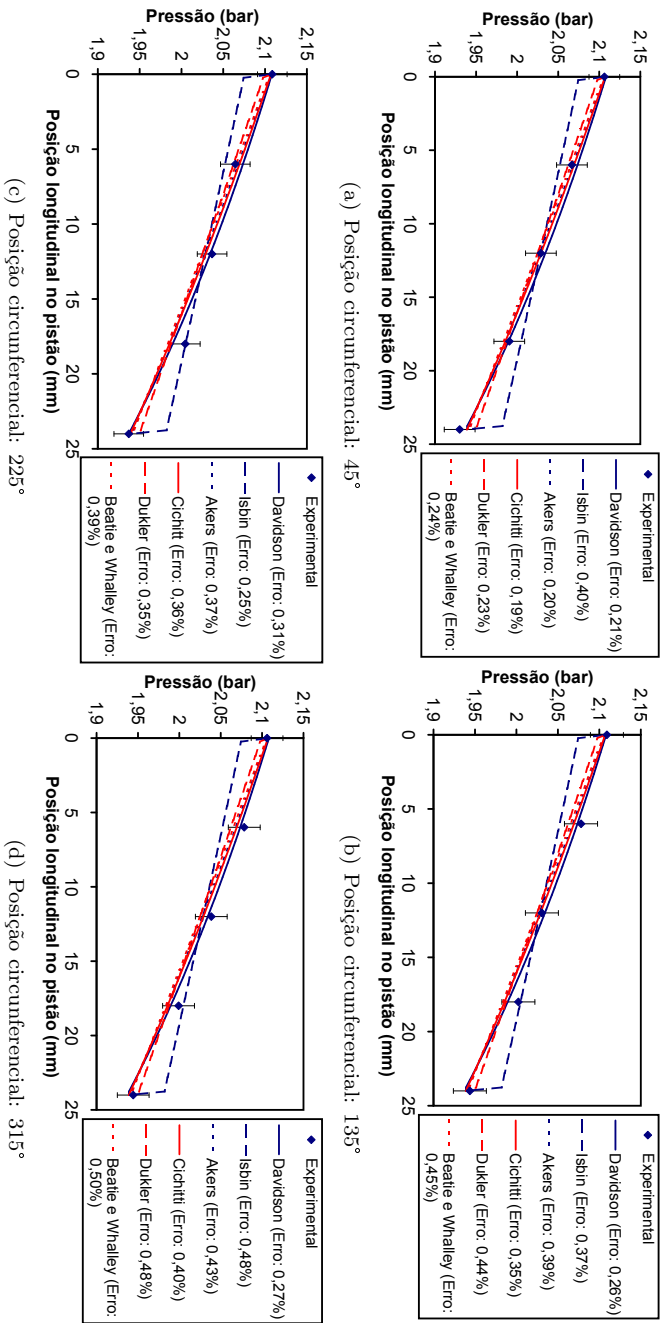 Pressão (bar)
2,15
2,1
2,05
2
1,95
1,9
0
5
10
15
20
25
Posição longitudinal no pistão (mm)
Experimental
Davidson (Erro: 0,21%)
Isbin (Erro: 0,40%)
Akers (Erro: 0,20%)
Cichitti (Erro: 0,19%)
Dukler (Erro: 0,23%)
Beatie e Whalley (Erro:
0,24%)
(a) Posição circunferencial: 45°
Pressão (bar)
2,15
2,1
2,05
2
1,95
1,9
0
5
10
15
20
25
Posição longitudinal no pistão (mm)
Experimental
Davidson (Erro: 0,26%)
Isbin (Erro: 0,37%)
Akers (Erro: 0,39%)
Cichitti (Erro: 0,35%)
Dukler (Erro: 0,44%)
Beatie e Whalley (Erro:
0,45%)
(b) Posição circunferencial: 135°
Pressão (bar)
2,15
2,1
2,05
2
1,95
1,9
0
5
10
15
20
25
Posição longitudinal no pistão (mm)
Experimental
Davidson (Erro: 0,31%)
Isbin (Erro: 0,25%)
Akers (Erro: 0,37%)
Cichitti (Erro: 0,36%)
Dukler (Erro: 0,35%)
Beatie e Whalley (Erro:
0,39%)
(c) Posição circunferencial: 225°
Pressão (bar)
2,15
2,1
2,05
2
1,95
1,9
0
5
10
15
20
25
Posição longitudinal no pistão (mm)
Experimental
Davidson (Erro: 0,27%)
Isbin (Erro: 0,48%)
Akers (Erro: 0,43%)
Cichitti (Erro: 0,40%)
Dukler (Erro: 0,48%)
Beatie e Whalley (Erro:
0,50%)
(d) Posição circunferencial: 315°